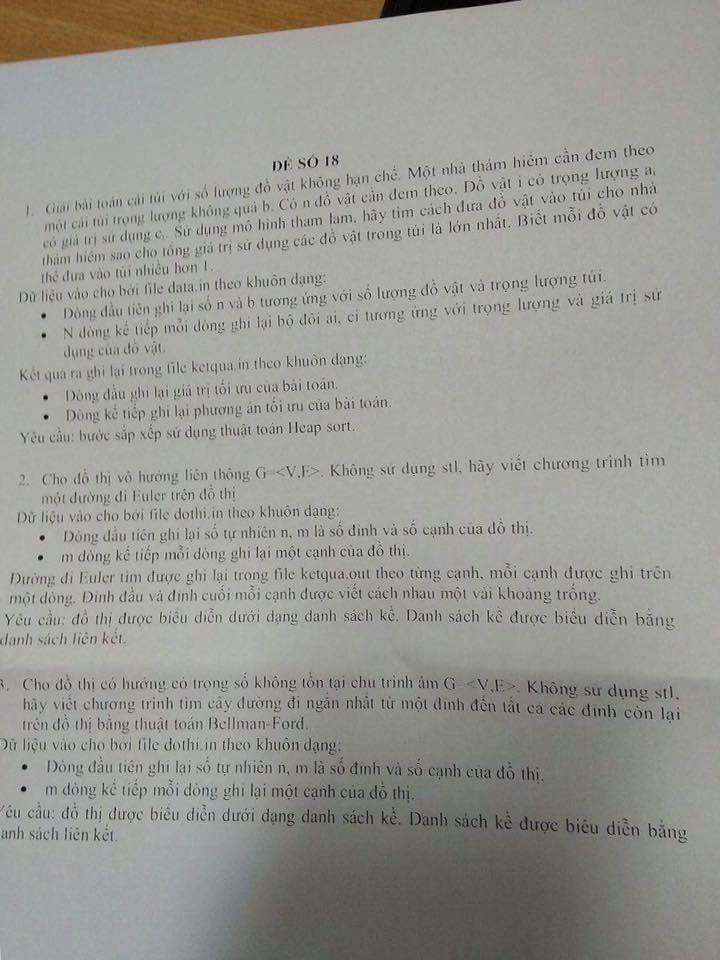 ĐỀ SỐ 18
1. Giải bài toán cái túi với số lượng đồ vật không hạn chế. Một nhà thám hiểm cần đem theo
một cái túi trọng lượng không quá b. Có n đồ vật cần đem theo. Đồ vật i có trọng lượng aᵢ
có giá trị sử dụng cᵢ. Sử dụng mô hình tham lam, hãy tìm cách đưa đồ vật vào túi cho nhà
thám hiểm sao cho tổng giá trị sử dụng các đồ vật trong túi là lớn nhất. Biết mỗi đồ vật có
thể đưa vào túi nhiều hơn 1.
Dữ liệu vào cho bởi file data.in theo khuôn dạng:
• Dòng đầu tiên ghi lại số n và b tương ứng với số lượng đồ vật và trọng lượng túi.
• N dòng kế tiếp mỗi dòng ghi lại bộ đôi ai, ci tương ứng với trọng lượng và giá trị sử
dụng của đồ vật.
Kết quả ra ghi lại trong file ketqua.in theo khuôn dạng:
• Dòng đầu ghi lại giá trị tối ưu của bài toán.
• Dòng kế tiếp ghi lại phương án tối ưu của bài toán.
Yêu cầu: bước sắp xếp sử dụng thuật toán Heap sort.
2. Cho đồ thị vô hướng liên thông G=<V,E>. Không sử dụng stl, hãy viết chương trình tìm
một đường đi Euler trên đồ thị
Dữ liệu vào cho bởi file dothi.in theo khuôn dạng:
• Dòng đầu tiên ghi lại số tự nhiên n, m là số đỉnh và số cạnh của đồ thị.
• m dòng kế tiếp mỗi dòng ghi lại một cạnh của đồ thị.
Đường đi Euler tìm được ghi lại trong file ketqua.out theo từng cạnh, mỗi cạnh được ghi trên
một dòng. Đỉnh đầu và đỉnh cuối mỗi cạnh được viết cách nhau một vài khoảng trống.
Yêu cầu: đồ thị được biểu diễn dưới dạng danh sách kề. Danh sách kề được biểu diễn bằng
danh sách liên kết.
3. Cho đồ thị có hướng có trọng số không tồn tại chu trình âm G <V,E>. Không sử dụng stl,
hãy viết chương trình tìm cây đường đi ngắn nhất từ một đỉnh đến tất cả các đỉnh còn lại
trên đồ thị bằng thuật toán Bellman-Ford.
Dữ liệu vào cho bởi file dothi.in theo khuôn dạng:
• Dòng đầu tiên ghi lại số tự nhiên n, m là số đỉnh và số cạnh của đồ thị.
• m dòng kế tiếp mỗi dòng ghi lại một cạnh của đồ thị.
Yêu cầu: đồ thị được biểu diễn dưới dạng danh sách kề. Danh sách kề được biểu diễn bằng
anh sách liên kết.